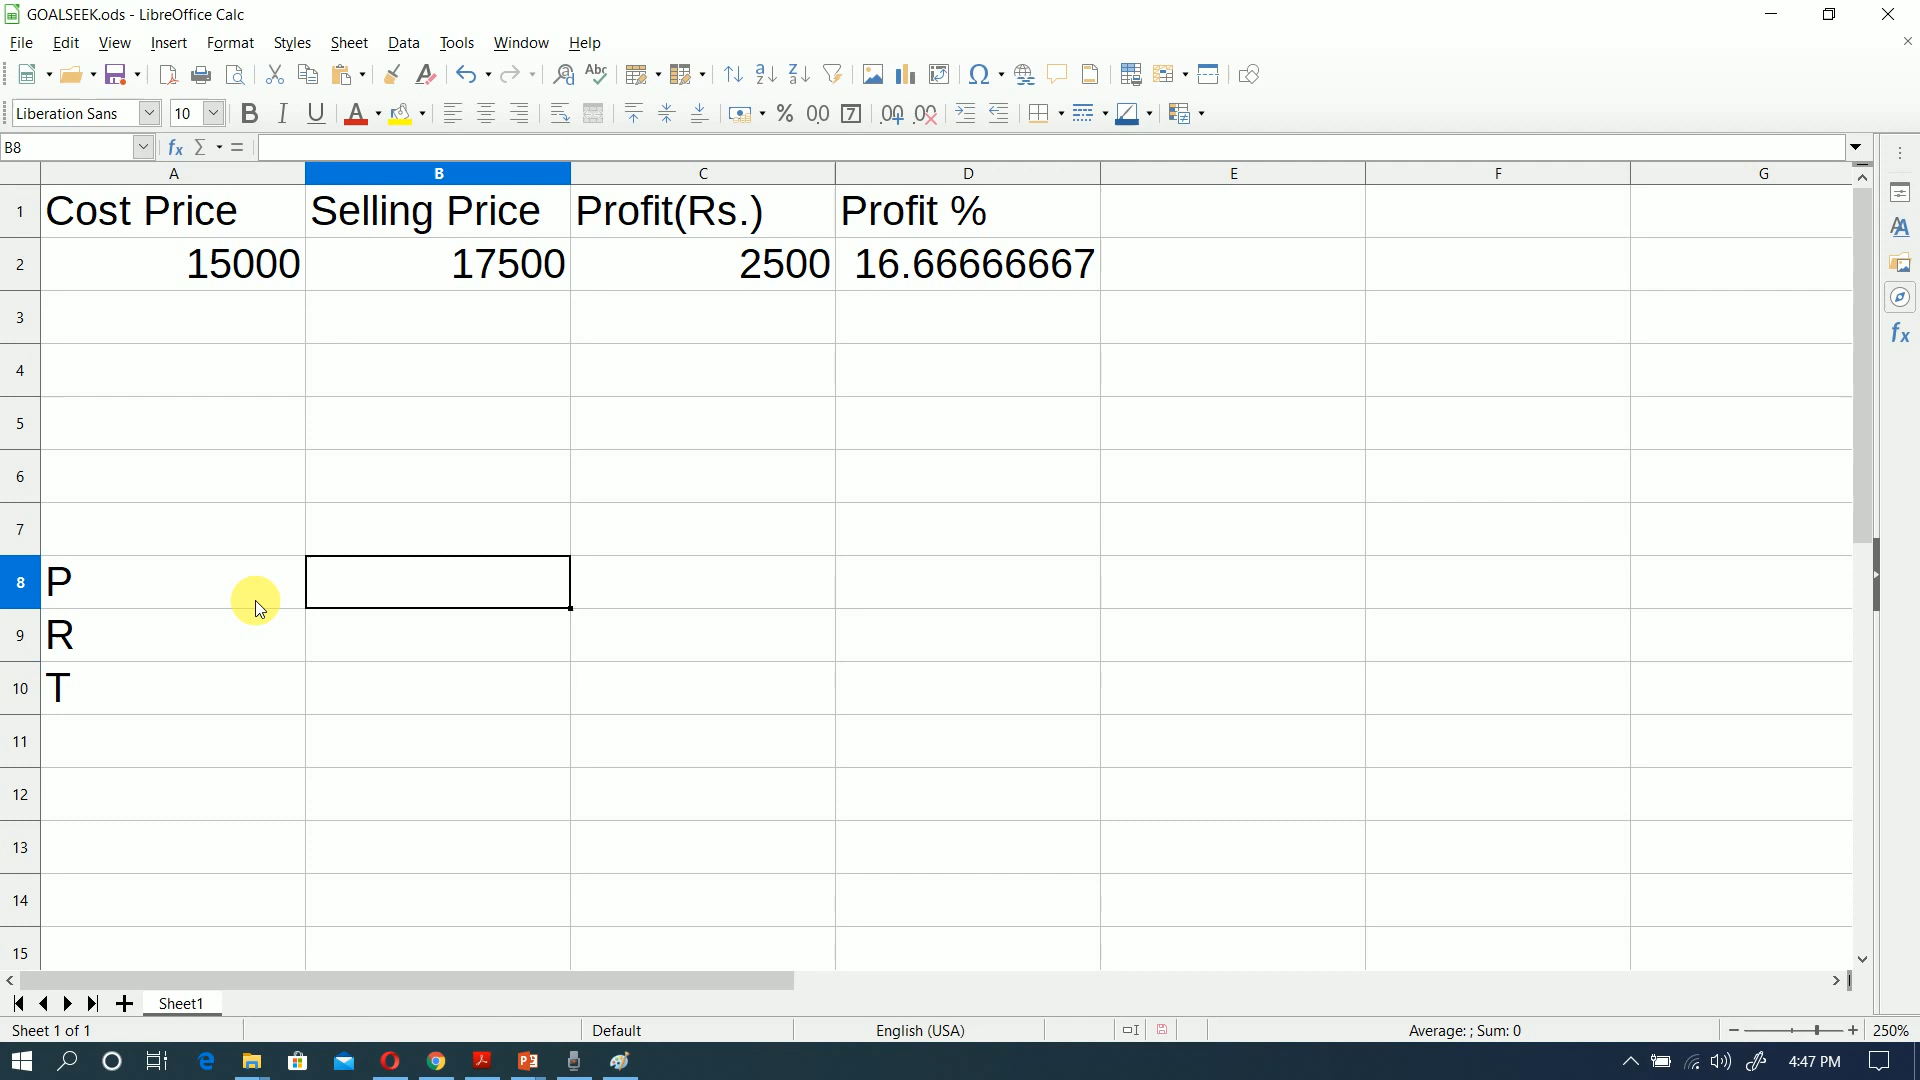 GOALSEEK.ods - LibreOffice Calc
File Edit View Insert Format Styles Sheet Data Tools Window Help
Liberation Sans 10
B8
A B C D E F G
1 Cost Price Selling Price Profit(Rs.) Profit %
2 15000 17500 2500 16.66666667
3
4
5
6
7
8 P
9 R
10 T
11
12
13
14
15
Sheet1
Sheet 1 of 1 Default English (USA) Average: ; Sum: 0 250%
4:47 PM